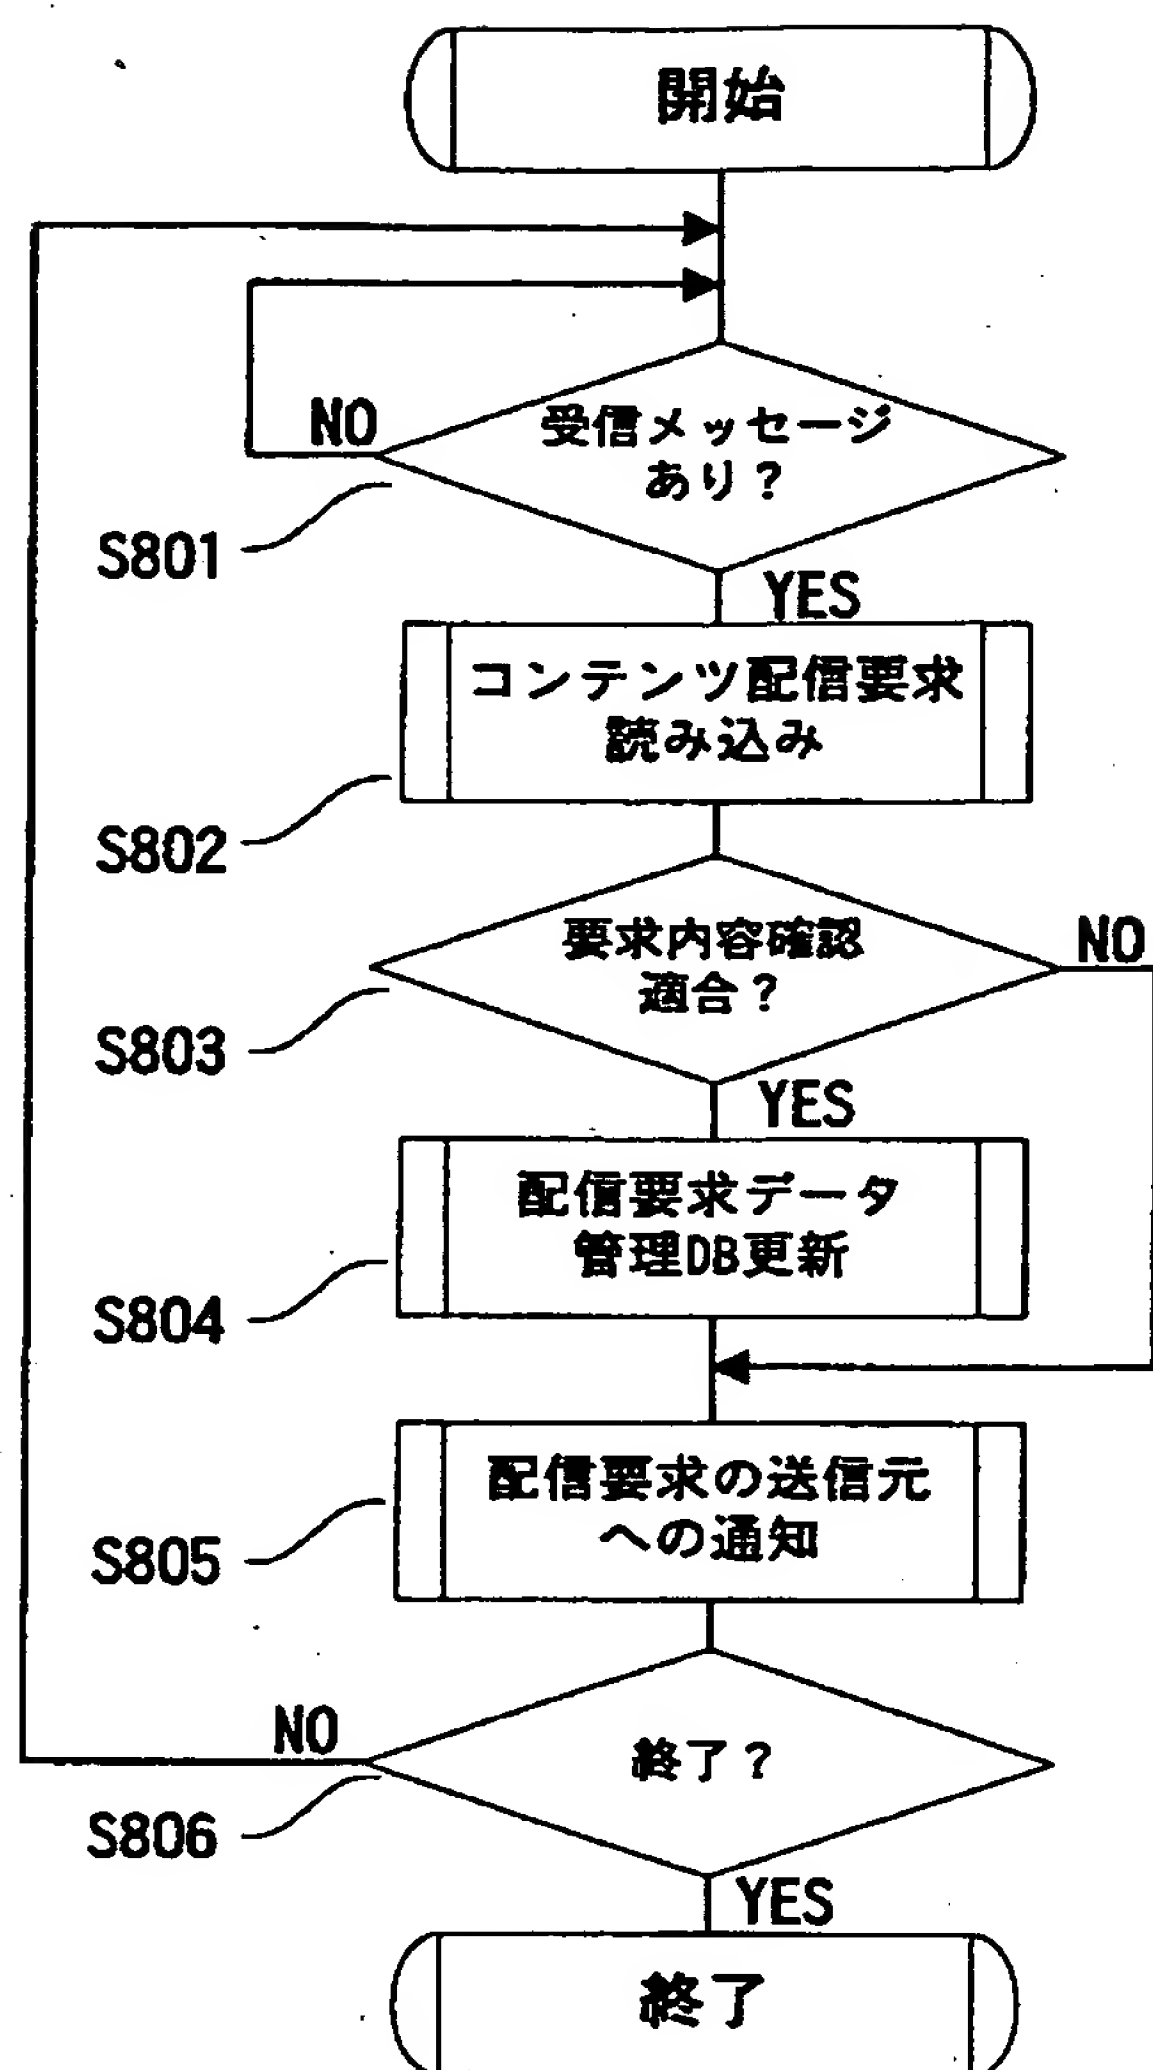 開始
NO
受信メッセージ
あり？
S801
YES
コンテンツ配信要求
読み込み
S802
要求内容確認
適合？
NO
S803
YES
配信要求データ
管理DB更新
S804
配信要求の送信元
への通知
S805
NO
終了？
S806
YES
終了